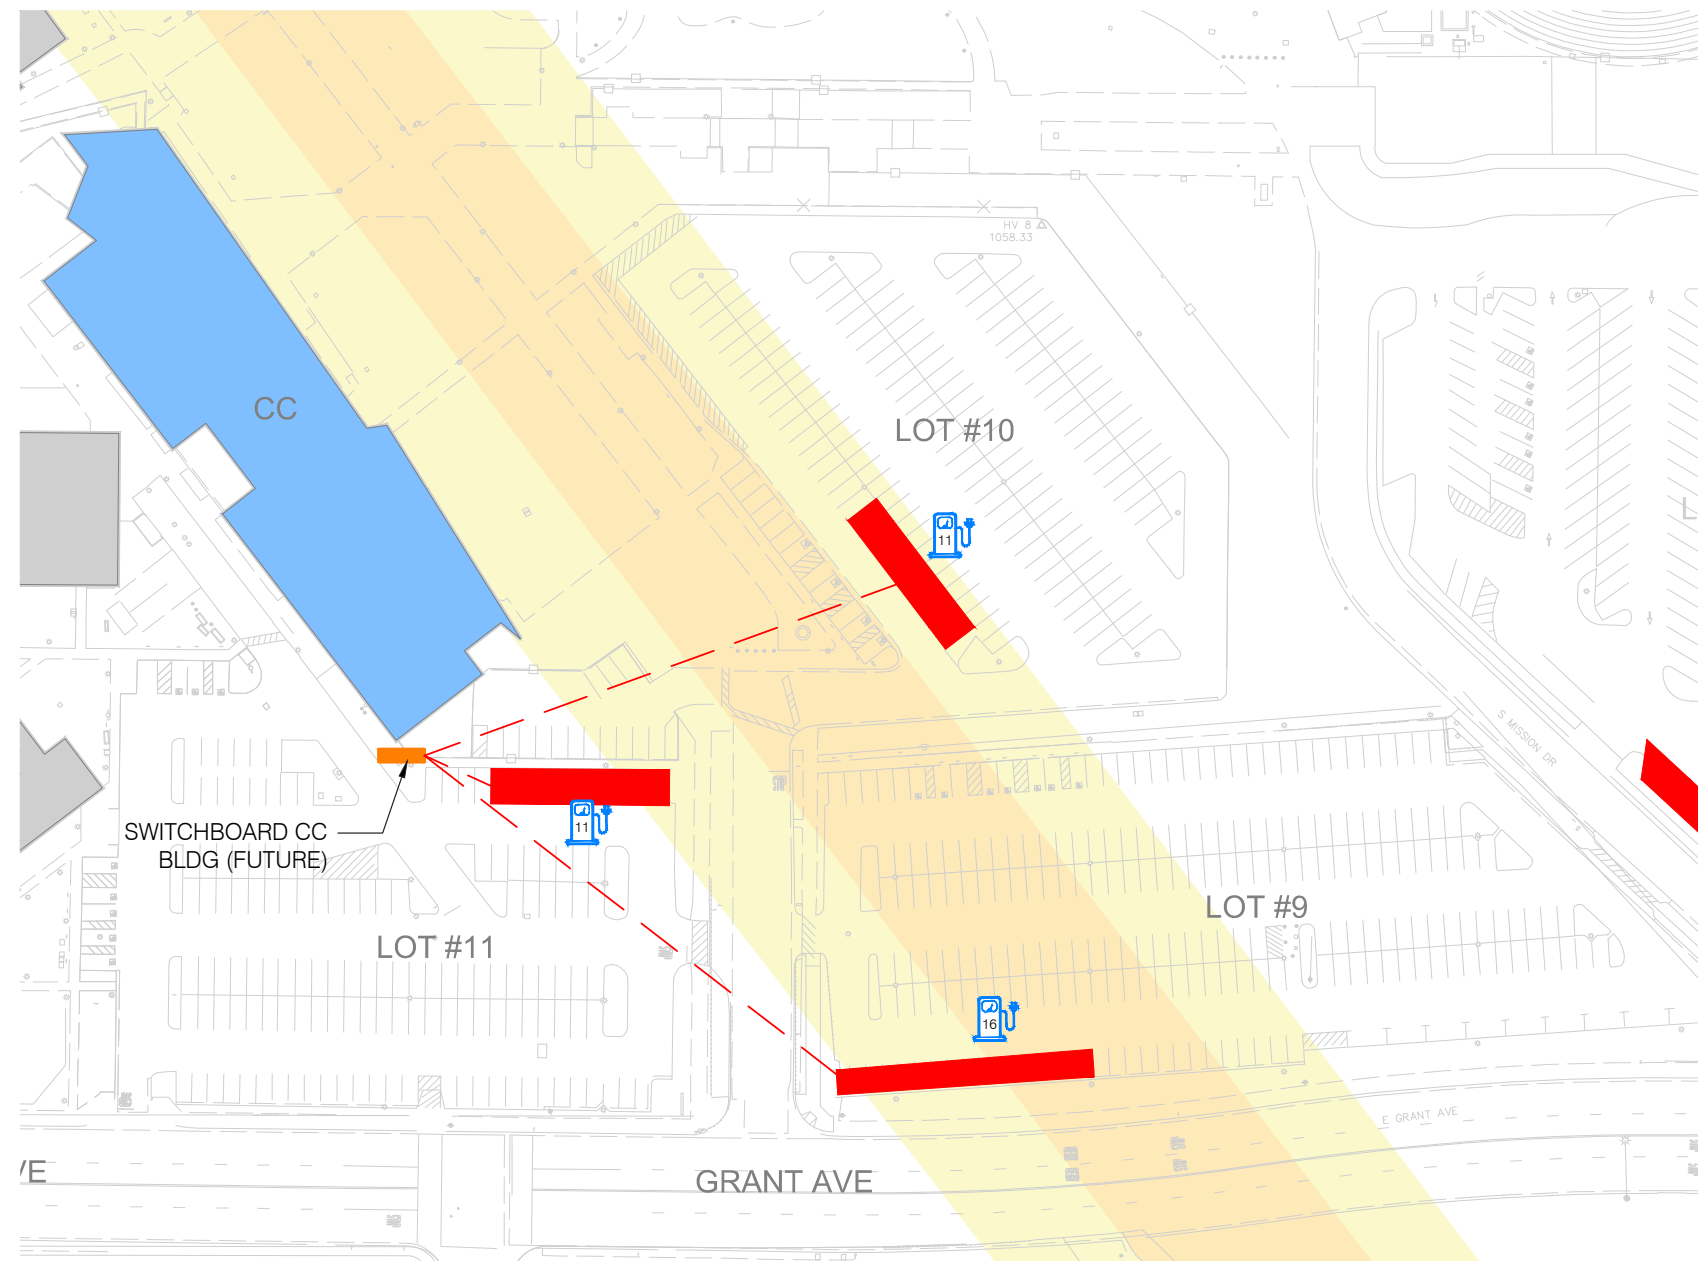 HV 8
1058.33
CC
LOT #10
11
S MISSION DR
11
SWITCHBOARD CC
BLDG (FUTURE)
LOT #9
LOT #11
16
E GRANT AVE
GRANT AVE